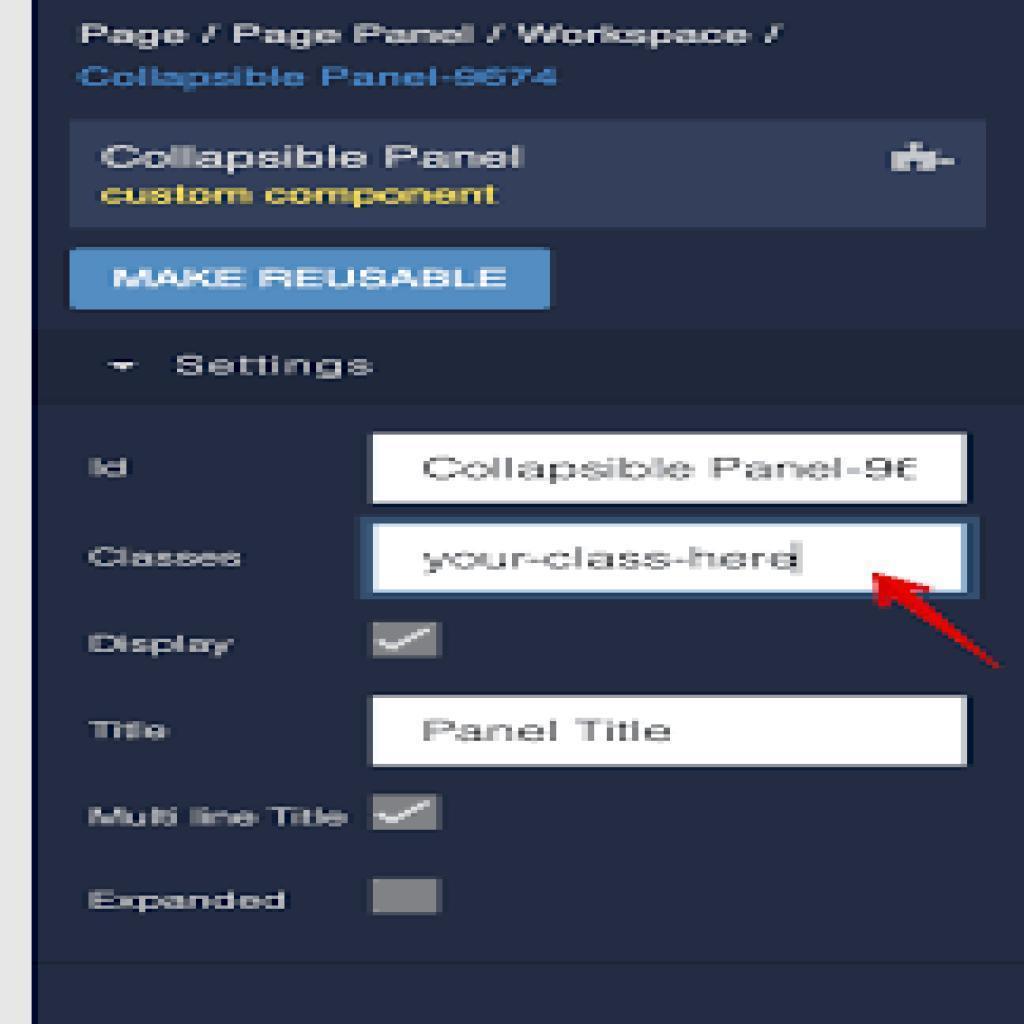 Page / Page Panel / Workspace /
Collapsible Panel-9674
Collapsible Panel
custom component
MAKE REUSABLE
Settings
Id Collapsible Panel-96
Classes your-class-here
Display
Title Panel Title
Multi line Title
Expanded